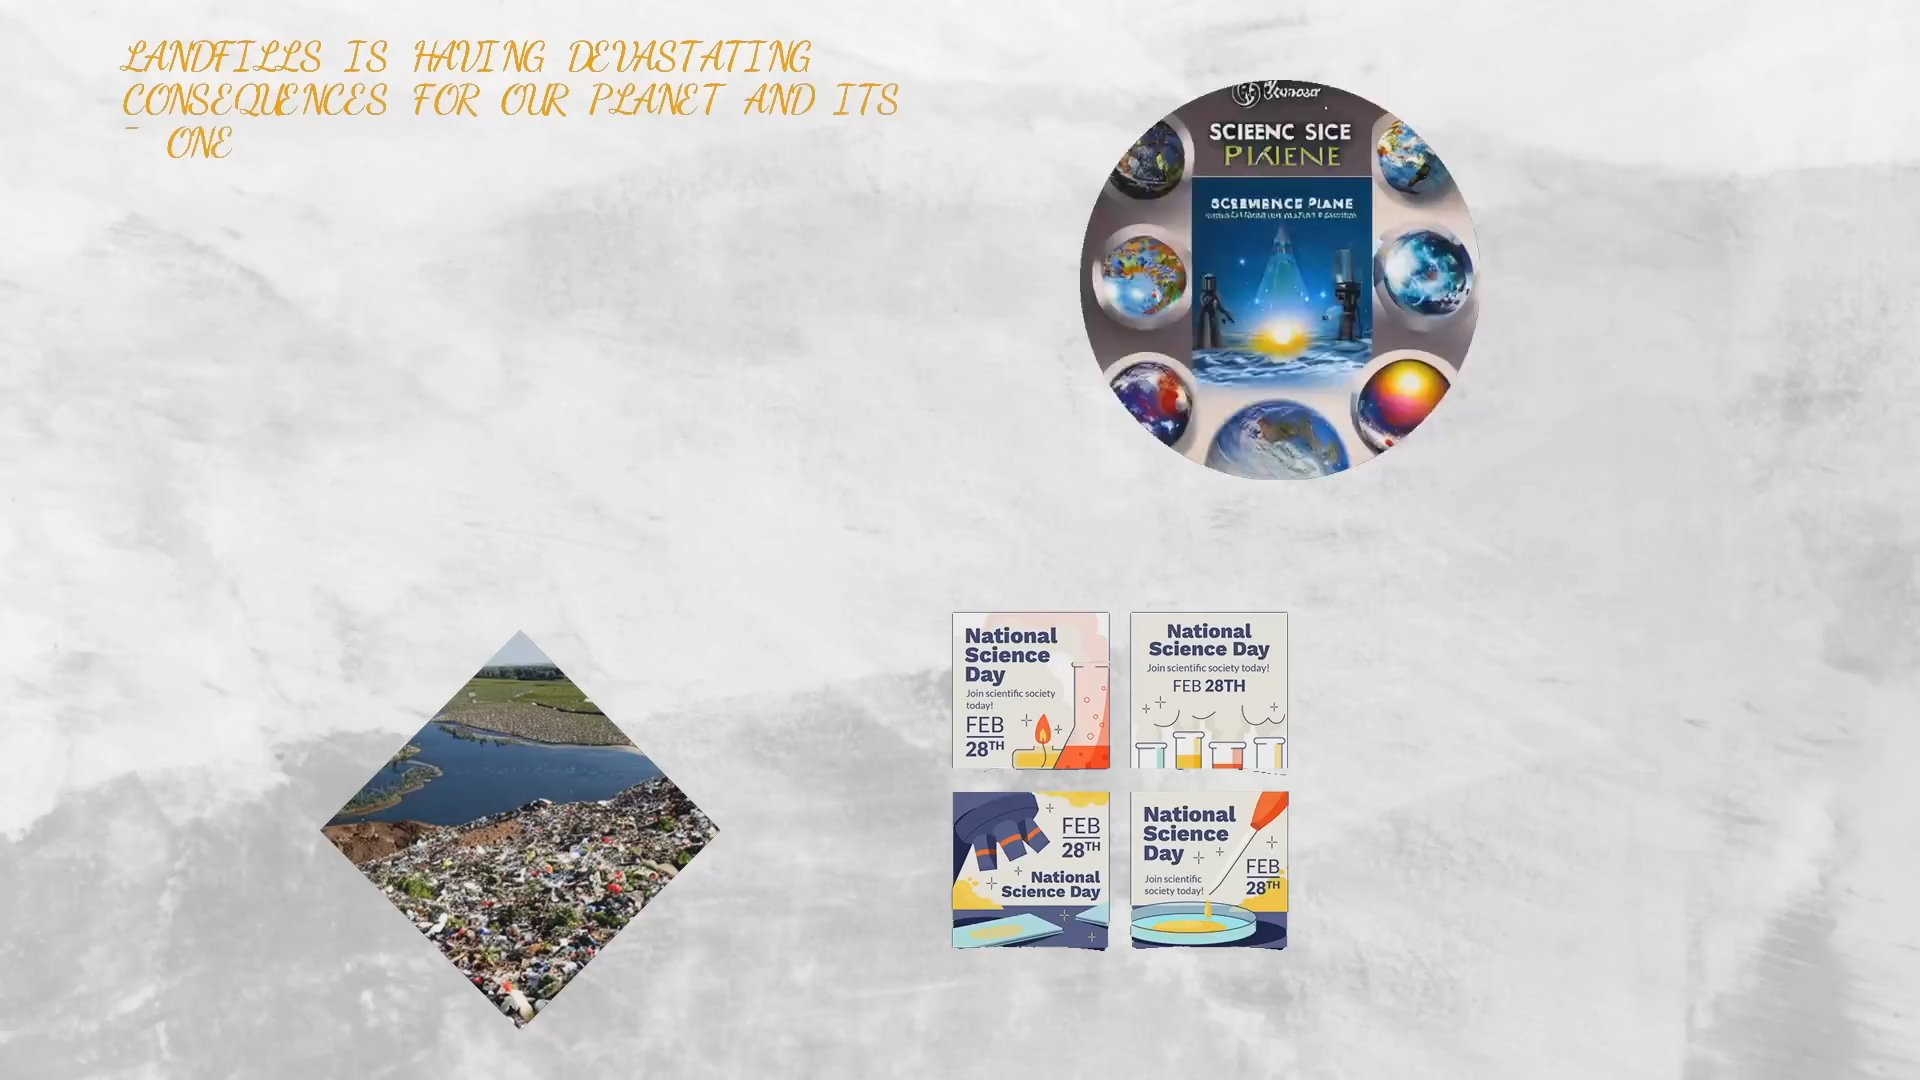 LANDFILLS IS HAVING DEVASTATING
CONSEQUENCES FOR OUR PLANET AND ITS
- ONE
SCIEENC SICE
SCREMENCE PLANE
National
Science
Day
Join scientific society
today!
FEB
28TH
National
Science Day
Join scientific society today!
FEB 28TH
FEB
28TH
National
Science Day
National
Science
Day
Join scientific
society today!
FEB
28TH